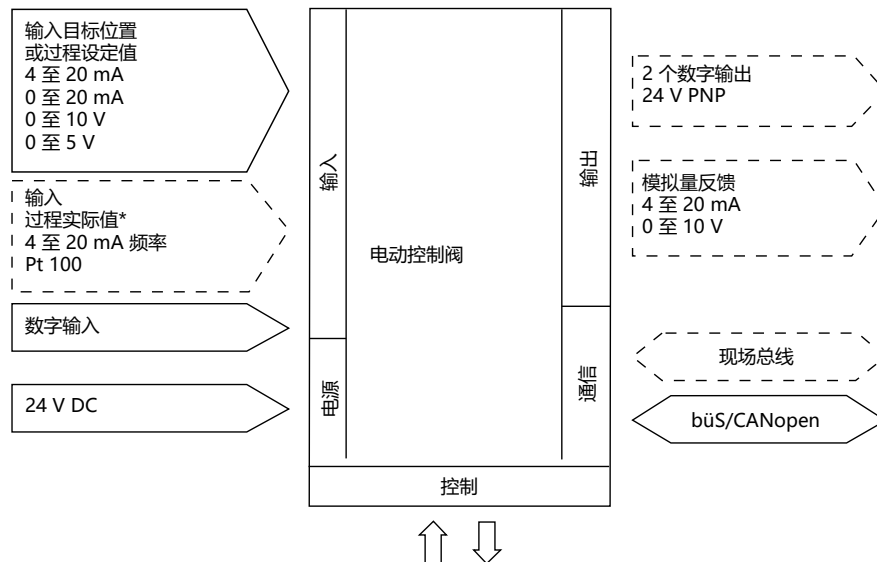 输入目标位置
或过程设定值
4 至 20 mA
0 至 20 mA
0 至 10 V
0 至 5 V
输入
过程实际值*
4 至 20 mA 频率
Pt 100
数字输入
24 V DC
输入
电源
电动控制阀
控制
输出
通信
2 个数字输出
24 V PNP
模拟量反馈
4 至 20 mA
0 至 10 V
现场总线
büS/CANopen